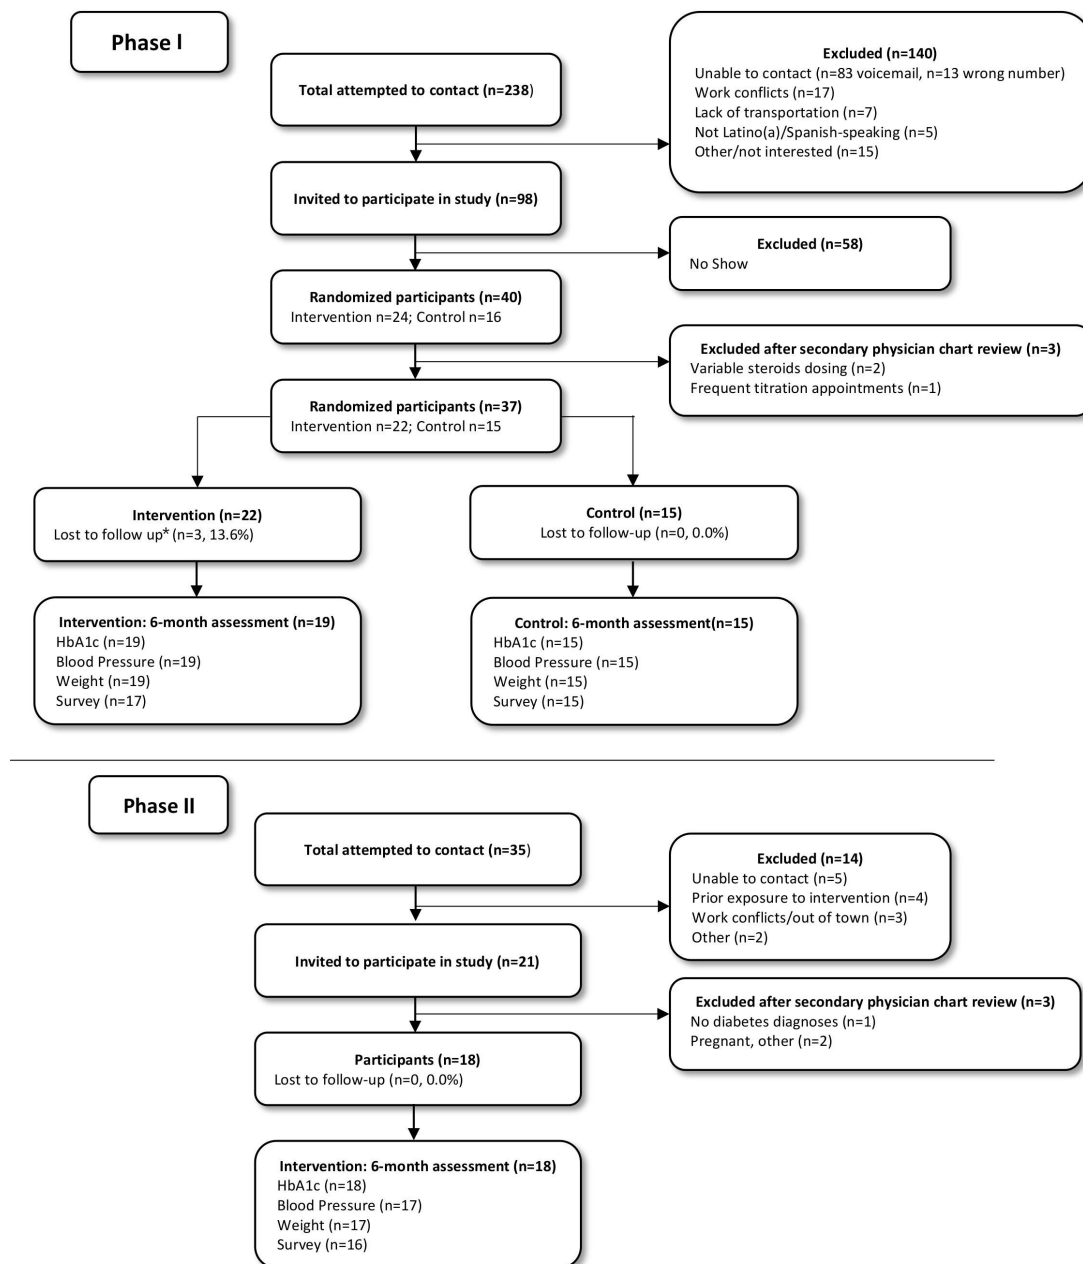 Phase I
Total attempted to contact (n=238)
Excluded (n=140)
Unable to contact (n=83 voicemail, n=13 wrong number)
Work conflicts (n=17)
Lack of transportation (n=7)
Not Latino(a)/Spanish-speaking (n=5)
Other/not interested (n=15)
Invited to participate in study (n=98)
Excluded (n=58)
No Show
Randomized participants (n=40)
Intervention n=24; Control n=16
Excluded after secondary physician chart review (n=3)
Variable steroids dosing (n=2)
Frequent titration appointments (n=1)
Randomized participants (n=37)
Intervention n=22; Control n=15
Intervention (n=22)
Lost to follow up* (n=3, 13.6%)
Control (n=15)
Lost to follow-up (n=0, 0.0%)
Intervention: 6-month assessment (n=19)
HbA1c (n=19)
Blood Pressure (n=19)
Weight (n=19)
Survey (n=17)
Control: 6-month assessment(n=15)
HbA1c (n=15)
Blood Pressure (n=15)
Weight (n=15)
Survey (n=15)
Phase II
Total attempted to contact (n=35)
Excluded (n=14)
Unable to contact (n=5)
Prior exposure to intervention (n=4)
Work conflicts/out of town (n=3)
Other (n=2)
Invited to participate in study (n=21)
Excluded after secondary physician chart review (n=3)
No diabetes diagnoses (n=1)
Pregnant, other (n=2)
Participants (n=18)
Lost to follow-up (n=0, 0.0%)
Intervention: 6-month assessment (n=18)
HbA1c (n=18)
Blood Pressure (n=17)
Weight (n=17)
Survey (n=16)